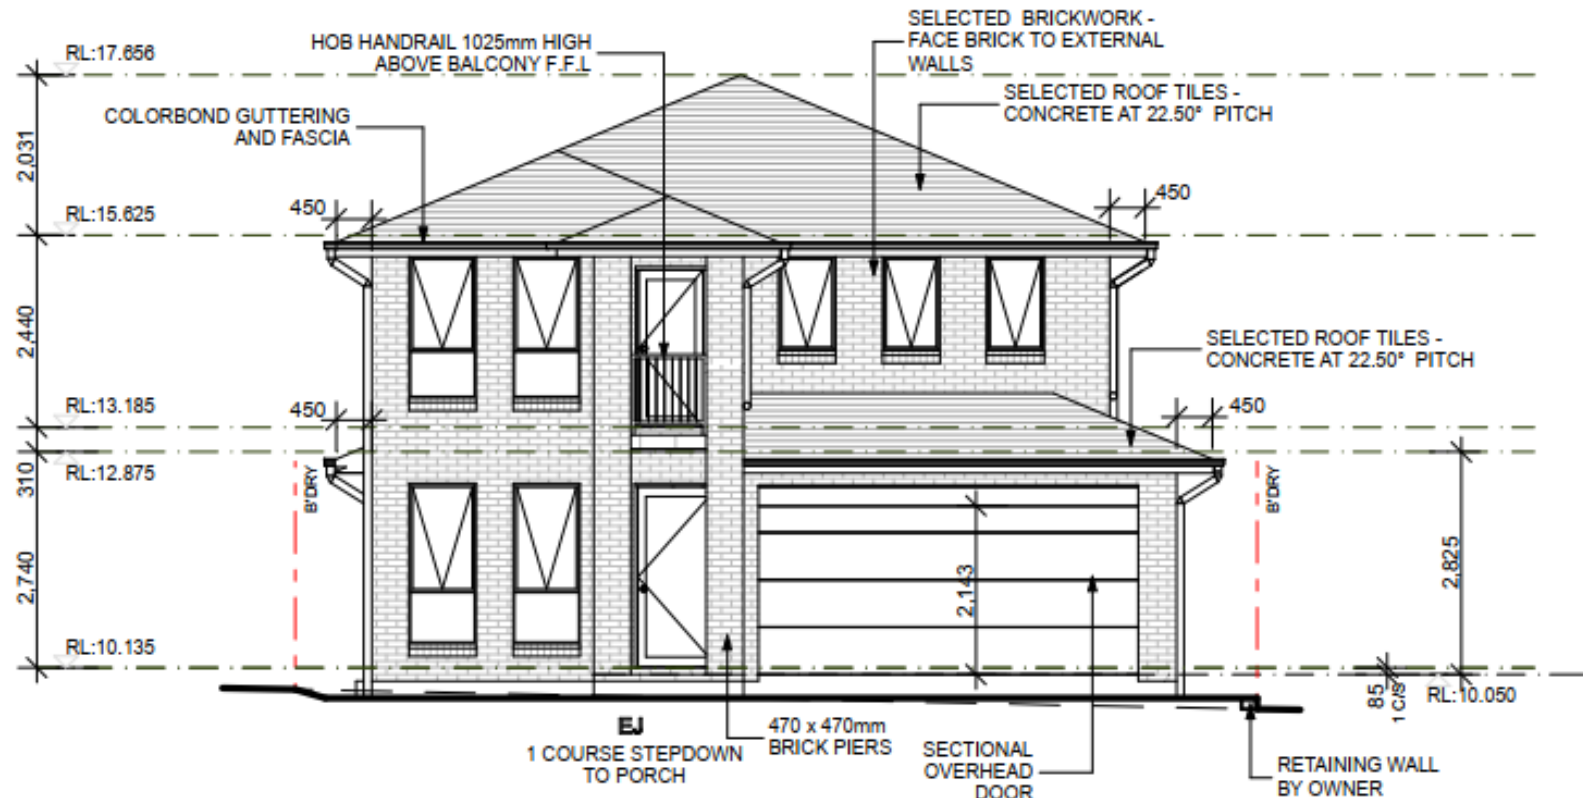 RL:17.656
HOB HANDRAIL 1025mm HIGH
ABOVE BALCONY F.F.L
SELECTED BRICKWORK -
FACE BRICK TO EXTERNAL
WALLS
SELECTED ROOF TILES -
CONCRETE AT 22.50° PITCH
COLORBOND GUTTERING
AND FASCIA
2,031
RL:15.625
450
450
2,440
SELECTED ROOF TILES -
CONCRETE AT 22.50° PITCH
RL:13.185
450
450
310
RL:12.875
B'DRY
B'DRY
2,740
2,143
2,825
RL:10.135
85
1 C/S
RL:10.050
EJ
1 COURSE STEPDOWN
TO PORCH
470 x 470mm
BRICK PIERS
SECTIONAL
OVERHEAD
DOOR
RETAINING WALL
BY OWNER